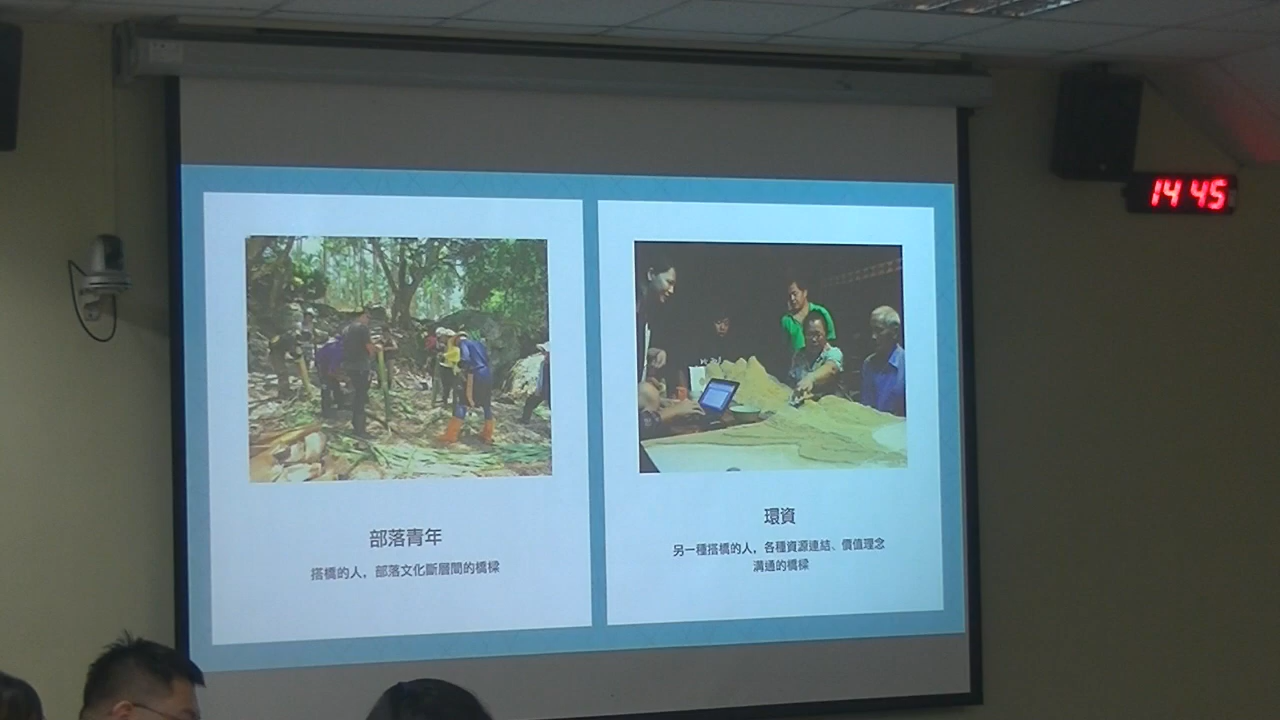 14 45
部落青年
搭橋的人，部落文化斷層間的橋樑
環資
另一種搭橋的人，各種資源連結、價值理念
溝通的橋樑